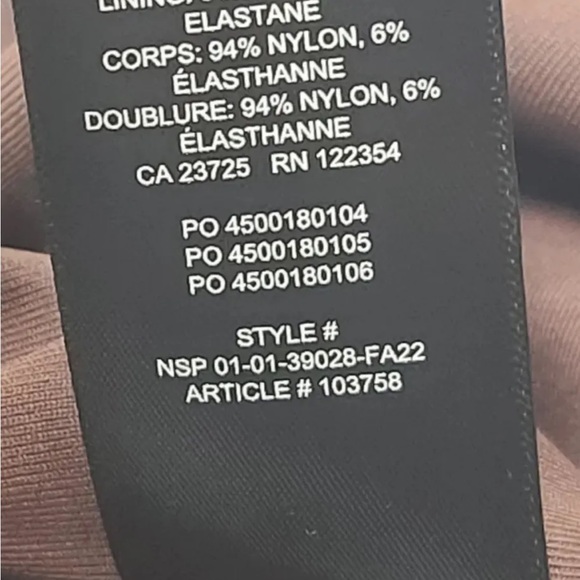 LINING:
ELASTANE
CORPS: 94% NYLON, 6%
ÉLASTHANNE
DOUBLURE: 94% NYLON, 6%
ÉLASTHANNE
CA 23725 RN 122354
PO 4500180104
PO 4500180105
PO 4500180106
STYLE #
NSP 01-01-39028-FA22
ARTICLE # 103758